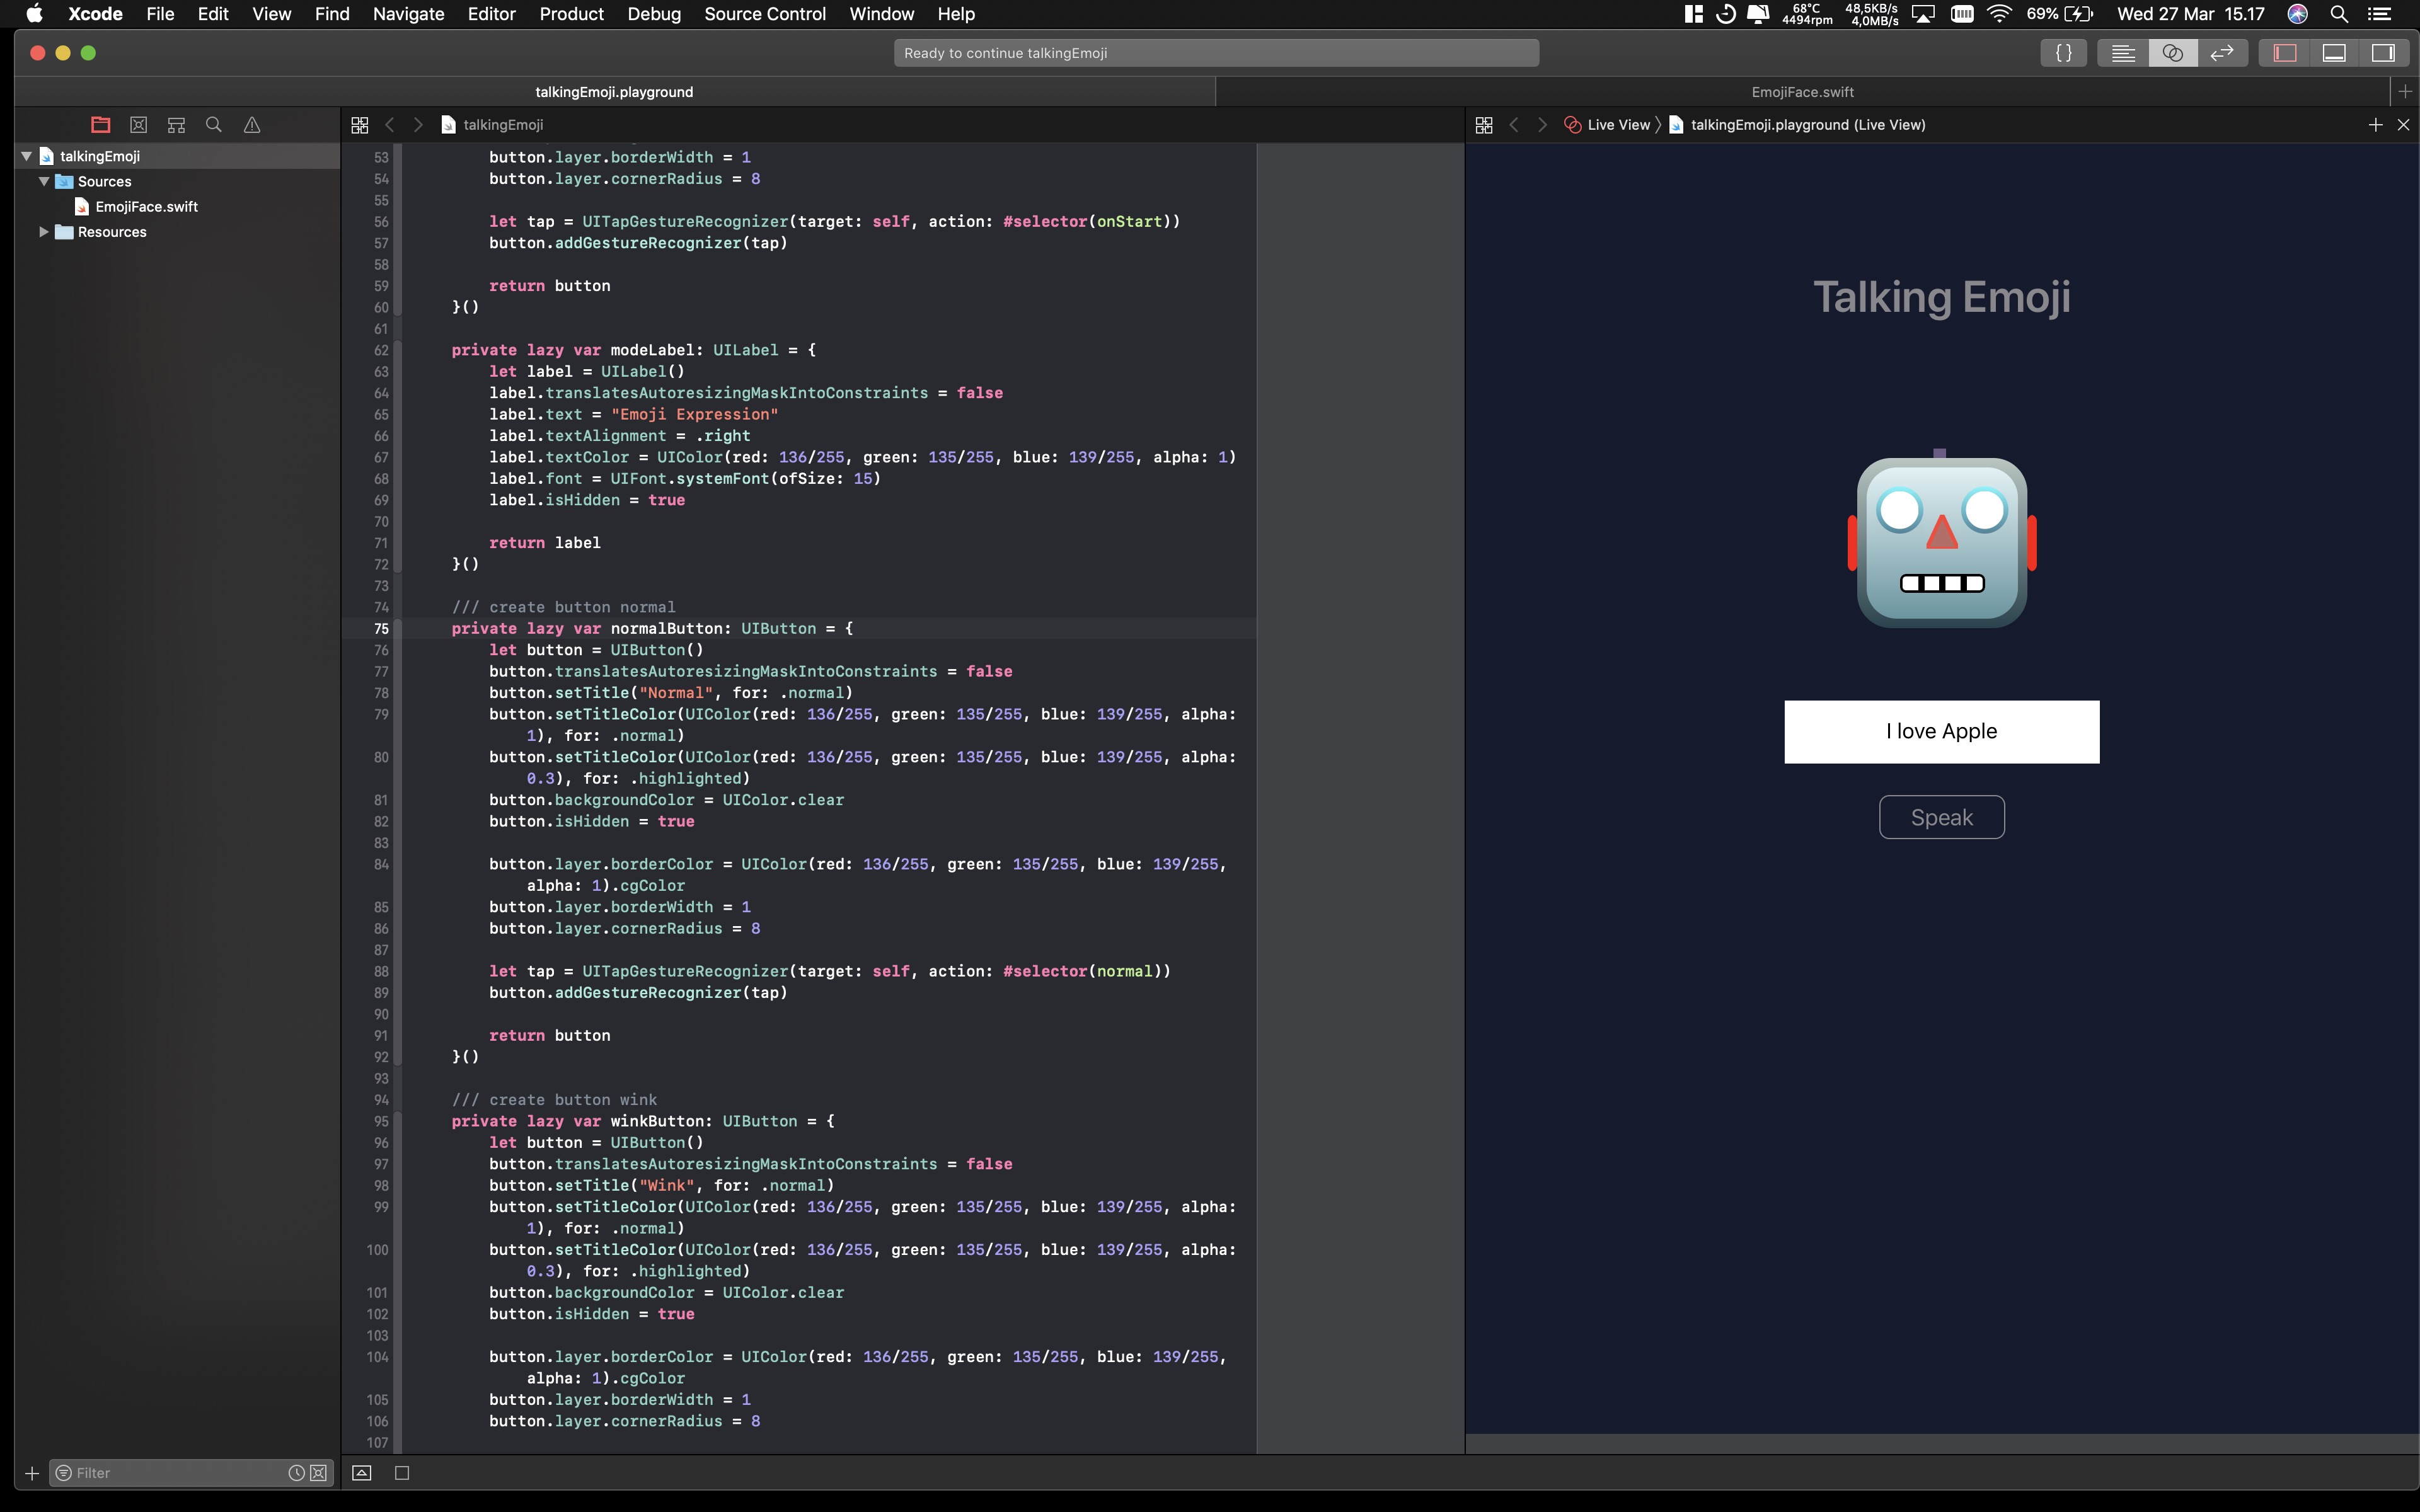 Xcode File Edit View Find Navigate Editor Product Debug Source Control Window Help 68°C 4494rpm 48,5KB/s 4,0MB/s 69% Wed 27 Mar 15.17
Ready to continue talkingEmoji
talkingEmoji.playground EmojiFace.swift
talkingEmoji
Sources
EmojiFace.swift
Resources
Filter
talkingEmoji
53 button.layer.borderWidth = 1
54 button.layer.cornerRadius = 8
55
56 let tap = UITapGestureRecognizer(target: self, action: #selector(onStart))
57 button.addGestureRecognizer(tap)
58
59 return button
60 }()
61
62 private lazy var modeLabel: UILabel = {
63 let label = UILabel()
64 label.translatesAutoresizingMaskIntoConstraints = false
65 label.text = "Emoji Expression"
66 label.textAlignment = .right
67 label.textColor = UIColor(red: 136/255, green: 135/255, blue: 139/255, alpha: 1)
68 label.font = UIFont.systemFont(ofSize: 15)
69 label.isHidden = true
70
71 return label
72 }()
73
74 /// create button normal
75 private lazy var normalButton: UIButton = {
76 let button = UIButton()
77 button.translatesAutoresizingMaskIntoConstraints = false
78 button.setTitle("Normal", for: .normal)
79 button.setTitleColor(UIColor(red: 136/255, green: 135/255, blue: 139/255, alpha:
1), for: .normal)
80 button.setTitleColor(UIColor(red: 136/255, green: 135/255, blue: 139/255, alpha:
0.3), for: .highlighted)
81 button.backgroundColor = UIColor.clear
82 button.isHidden = true
83
84 button.layer.borderColor = UIColor(red: 136/255, green: 135/255, blue: 139/255,
alpha: 1).cgColor
85 button.layer.borderWidth = 1
86 button.layer.cornerRadius = 8
87
88 let tap = UITapGestureRecognizer(target: self, action: #selector(normal))
89 button.addGestureRecognizer(tap)
90
91 return button
92 }()
93
94 /// create button wink
95 private lazy var winkButton: UIButton = {
96 let button = UIButton()
97 button.translatesAutoresizingMaskIntoConstraints = false
98 button.setTitle("Wink", for: .normal)
99 button.setTitleColor(UIColor(red: 136/255, green: 135/255, blue: 139/255, alpha:
1), for: .normal)
100 button.setTitleColor(UIColor(red: 136/255, green: 135/255, blue: 139/255, alpha:
0.3), for: .highlighted)
101 button.backgroundColor = UIColor.clear
102 button.isHidden = true
103
104 button.layer.borderColor = UIColor(red: 136/255, green: 135/255, blue: 139/255,
alpha: 1).cgColor
105 button.layer.borderWidth = 1
106 button.layer.cornerRadius = 8
107
Live View talkingEmoji.playground (Live View)
Talking Emoji
I love Apple
Speak